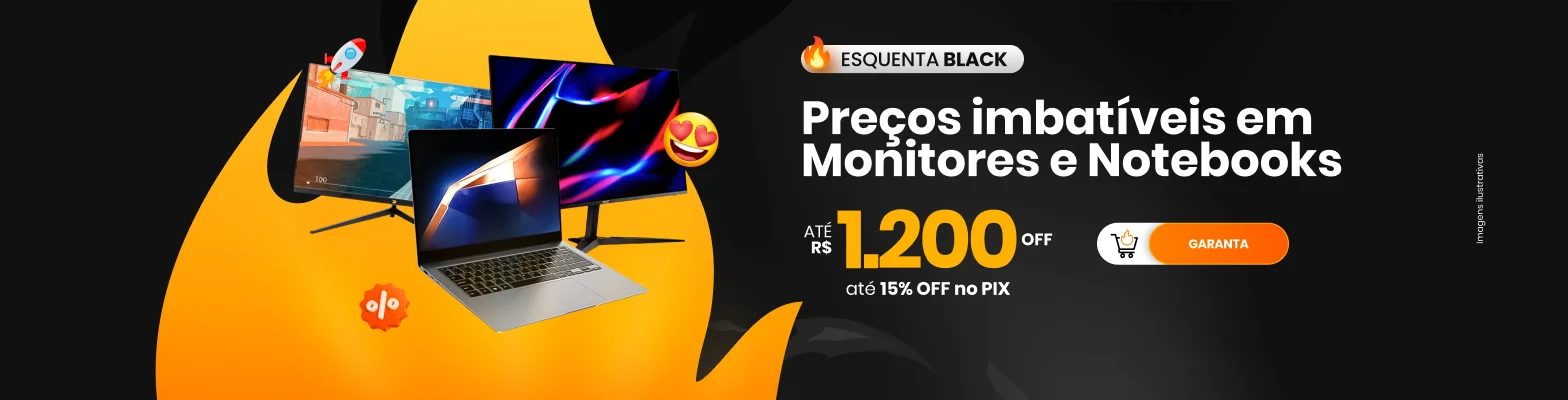 ESQUENTA BLACK
Preços imbatíveis em
Monitores e Notebooks
ATÉ
R$ 1.200 OFF
até 15% OFF no PIX
GARANTA
Imagens ilustrativas
100